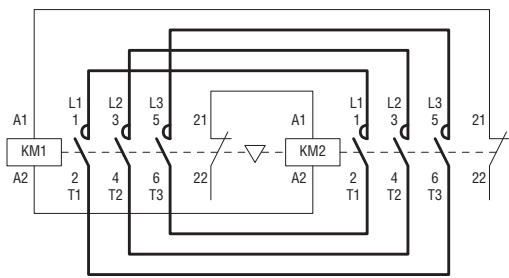 L1 L2 L3 L1 L2 L3
A1 1 3 5 21 A1 1 3 5 21
KM1 KM2
A2 2 4 6 22 A2 2 4 6 22
T1 T2 T3 T1 T2 T3